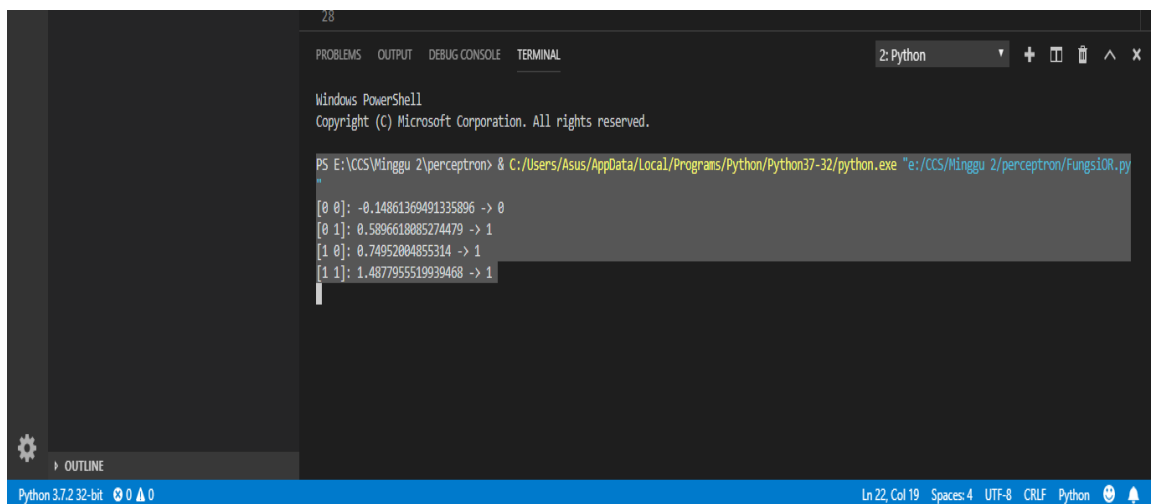 28
PROBLEMS OUTPUT DEBUG CONSOLE TERMINAL 2: Python
Windows PowerShell
Copyright (C) Microsoft Corporation. All rights reserved.
PS E:\CCS\Minggu 2\perceptron> & C:/Users/Asus/AppData/Local/Programs/Python/Python37-32/python.exe "e:/CCS/Minggu 2/perceptron/FungsiOR.py
"
[0 0]: -0.14861369491335896 -> 0
[0 1]: 0.5896618085274479 -> 1
[1 0]: 0.74952004855314 -> 1
[1 1]: 1.4877955519939468 -> 1
OUTLINE
Python 3.7.2 32-bit 0 0 Ln 22, Col 19 Spaces: 4 UTF-8 CRLF Python